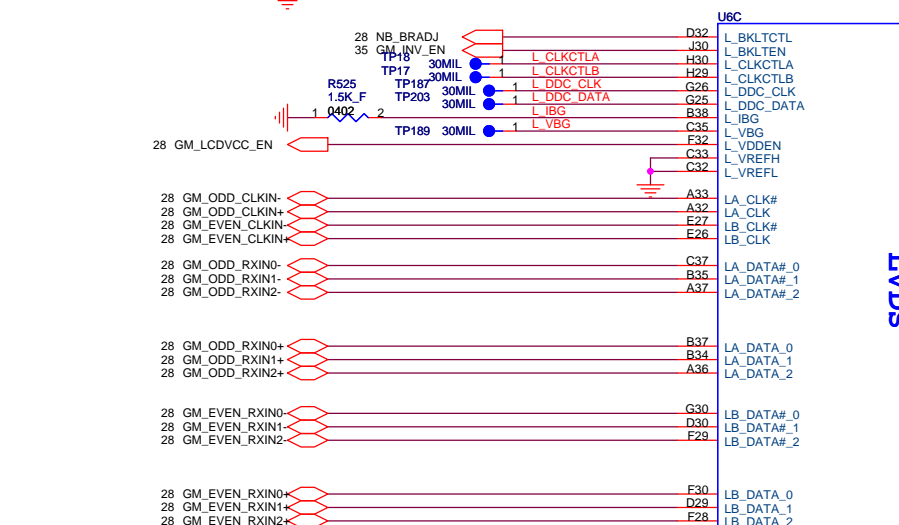 U6C
28 NB_BRADJ D32 L_BKLTCTL
35 GM_INV_EN J30 L_BKLTEN
TP18 30MIL 1 L_CLKCTLA H30 L_CLKCTLA
TP17 30MIL 1 L_CLKCTLB H29 L_CLKCTLB
R525 TP187 30MIL 1 L_DDC_CLK G26 L_DDC_CLK
1.5K_F TP203 30MIL 1 L_DDC_DATA G25 L_DDC_DATA
1 0402 2 L_IBG B38 L_IBG
TP189 30MIL 1 L_VBG C35 L_VBG
28 GM_LCDVCC_EN F32 L_VDDEN
C33 L_VREFH
C32 L_VREFL
28 GM_ODD_CLKIN- A33 LA_CLK#
28 GM_ODD_CLKIN+ A32 LA_CLK
28 GM_EVEN_CLKIN- E27 LB_CLK#
28 GM_EVEN_CLKIN+ E26 LB_CLK
LVDS
28 GM_ODD_RXIN0- C37 LA_DATA#_0
28 GM_ODD_RXIN1- B35 LA_DATA#_1
28 GM_ODD_RXIN2- A37 LA_DATA#_2
28 GM_ODD_RXIN0+ B37 LA_DATA_0
28 GM_ODD_RXIN1+ B34 LA_DATA_1
28 GM_ODD_RXIN2+ A36 LA_DATA_2
28 GM_EVEN_RXIN0- G30 LB_DATA#_0
28 GM_EVEN_RXIN1- D30 LB_DATA#_1
28 GM_EVEN_RXIN2- F29 LB_DATA#_2
28 GM_EVEN_RXIN0+ F30 LB_DATA_0
28 GM_EVEN_RXIN1+ D29 LB_DATA_1
28 GM_EVEN_RXIN2+ F28 LB_DATA_2